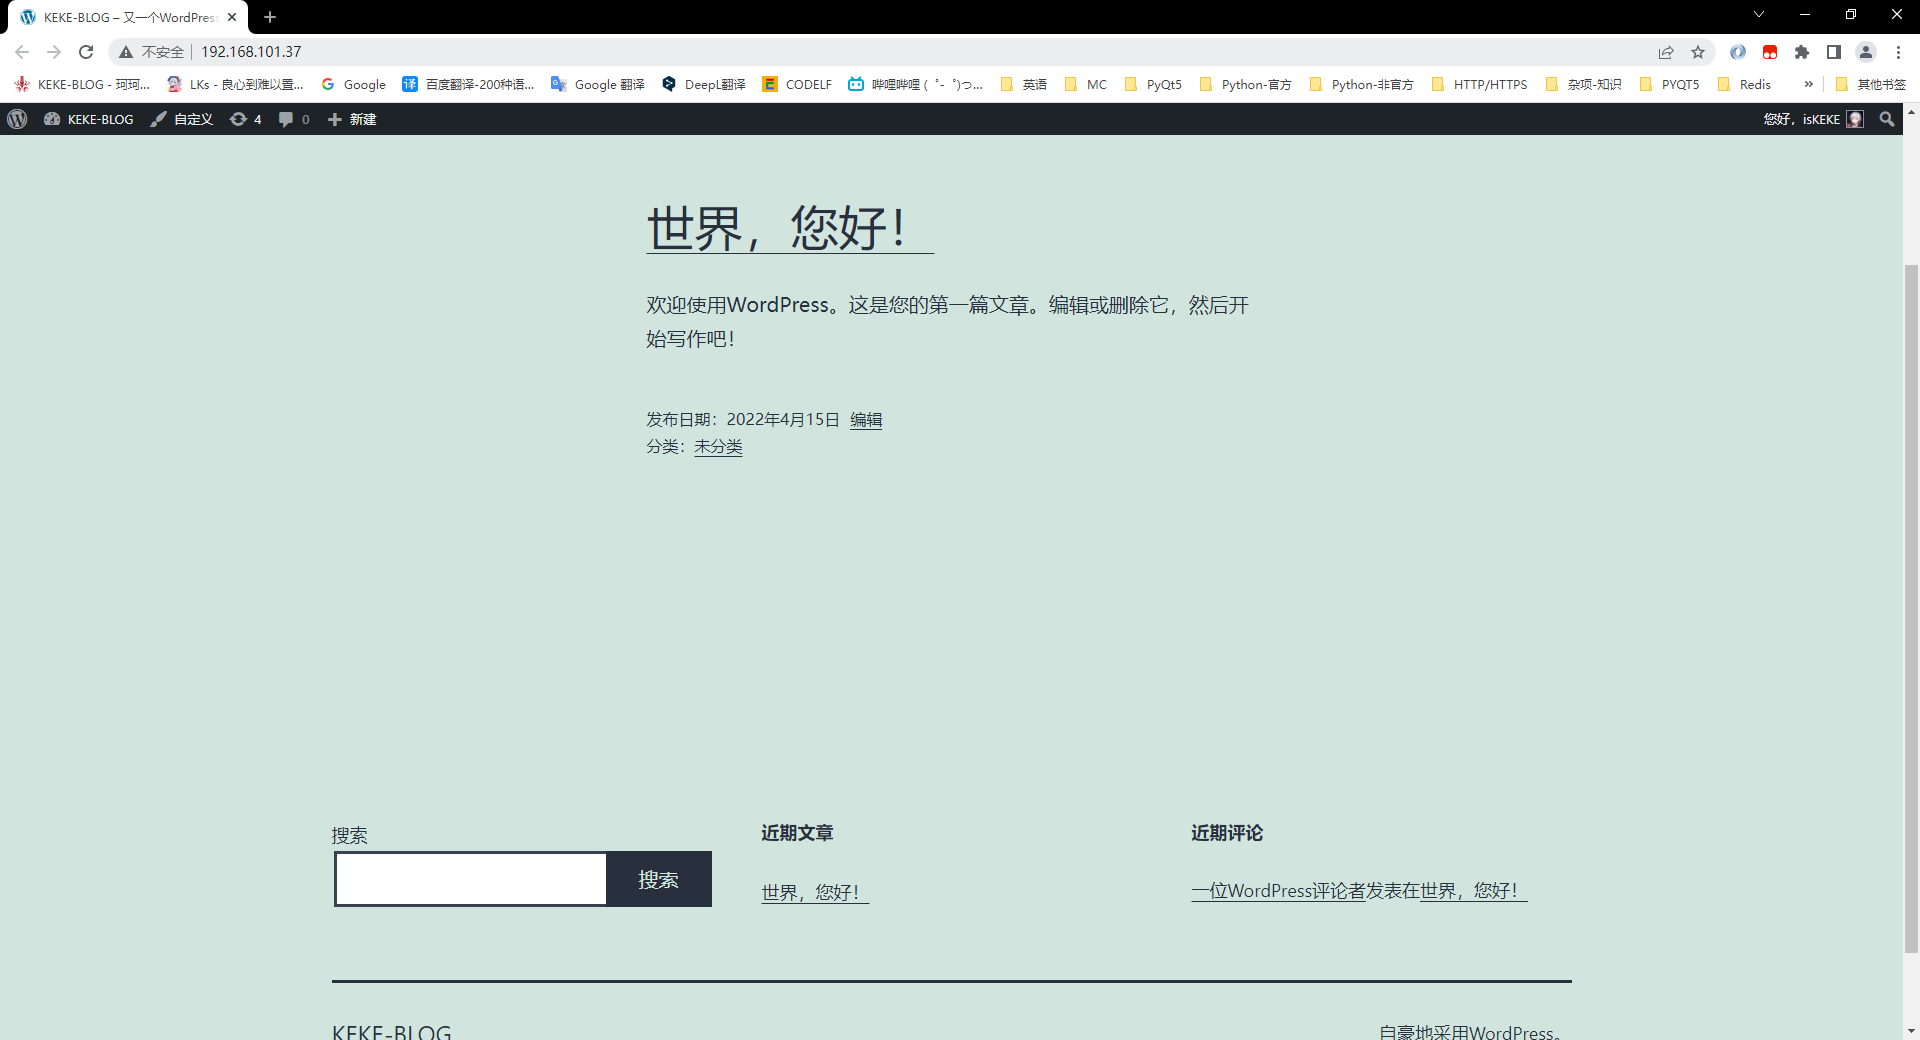 KEKE-BLOG – 又一个WordPress
不安全 192.168.101.37
KEKE-BLOG - 珂珂... LKs - 良心到难以置... Google 百度翻译-200种语... Google 翻译 DeepL翻译 CODELF 哔哩哔哩 (゜-゜)つ... 英语 MC PyQt5 Python-官方 Python-非官方 HTTP/HTTPS 杂项-知识 PYQT5 Redis » 其他书签
KEKE-BLOG 自定义 4 0 新建 您好，isKEKE
世界，您好！
欢迎使用WordPress。这是您的第一篇文章。编辑或删除它，然后开
始写作吧！
发布日期：2022年4月15日 编辑
分类：未分类
搜索
搜索
近期文章
世界，您好！
近期评论
一位WordPress评论者发表在世界，您好！
KEKE-BLOG
自豪地采用WordPress。